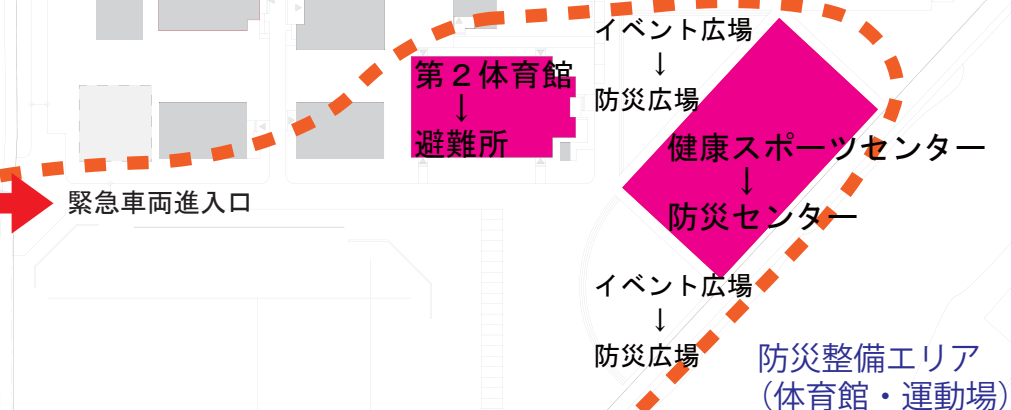 イベント広場
↓
防災広場
第２体育館
↓
避難所
健康スポーツセンター
↓
防災センター
緊急車両進入口
イベント広場
↓
防災広場
防災整備エリア
（体育館・運動場）